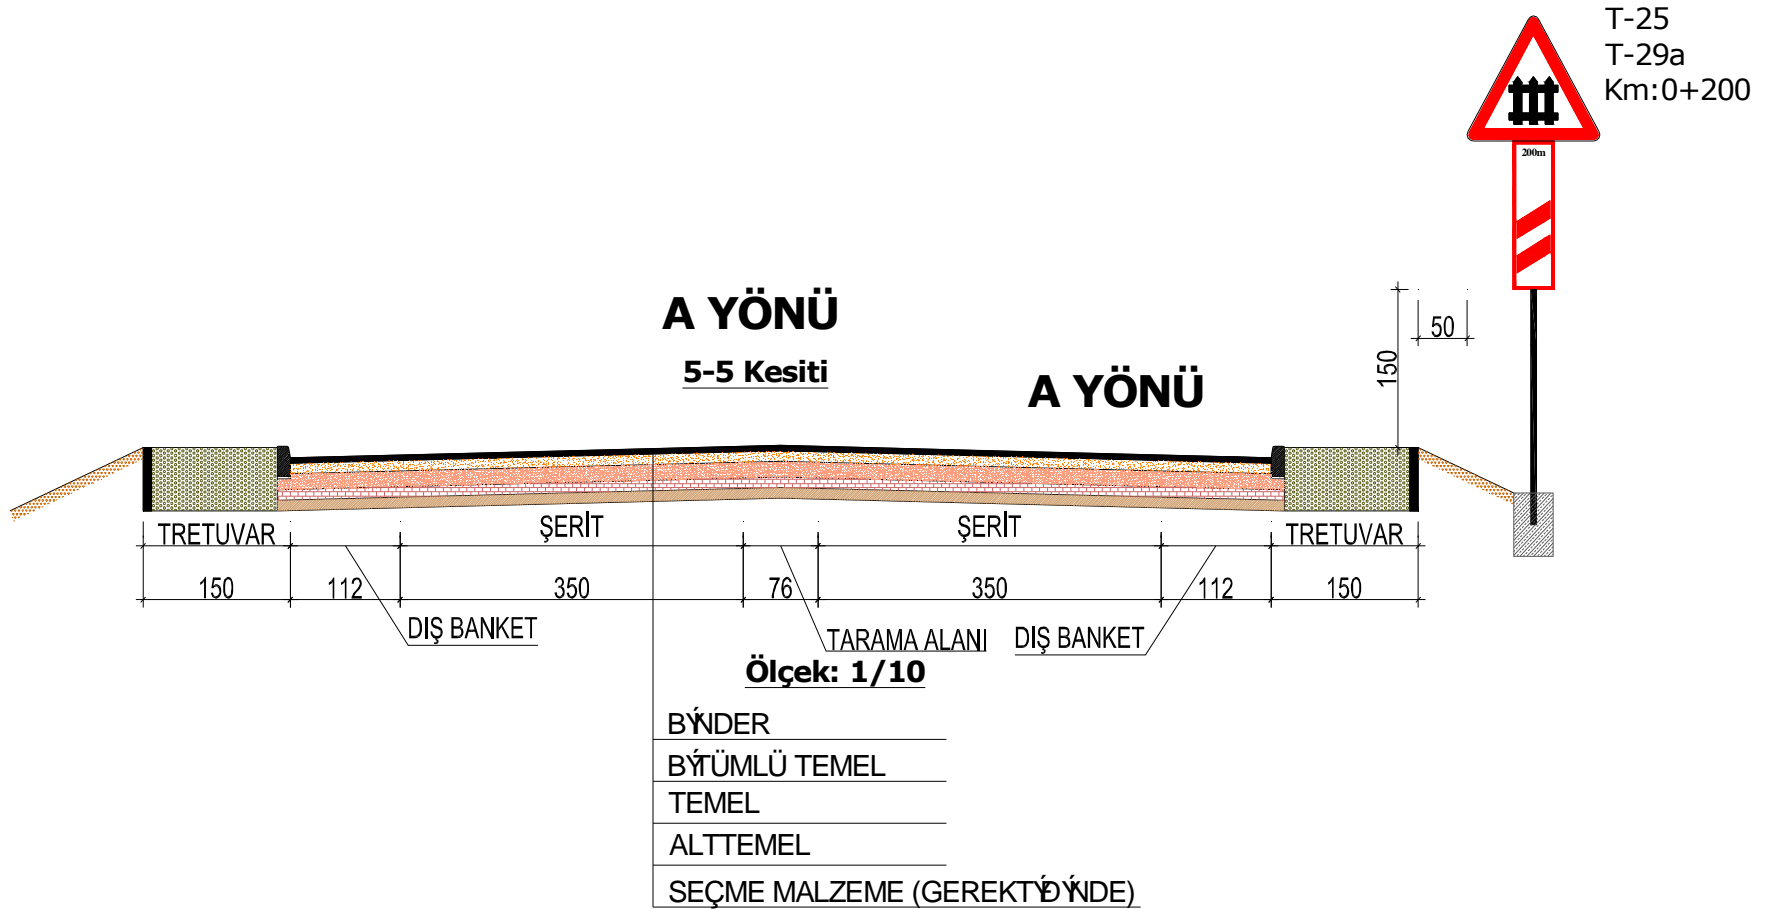 T-25
T-29a
Km:0+200
200m
A YÖNÜ
5-5 Kesiti
A YÖNÜ
50
150
TRETUVAR
ŞERİT
ŞERİT
TRETUVAR
150
112
350
76
350
112
150
DIŞ BANKET
TARAMA ALANI
DIŞ BANKET
Ölçek: 1/10
BÝNDER
BÝTÜMLÜ TEMEL
TEMEL
ALTTEMEL
SEÇME MALZEME (GEREKTÝÐÝNDE)